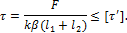 τ = F / (kβ(l₁ + l₂)) ≤ [τ′].